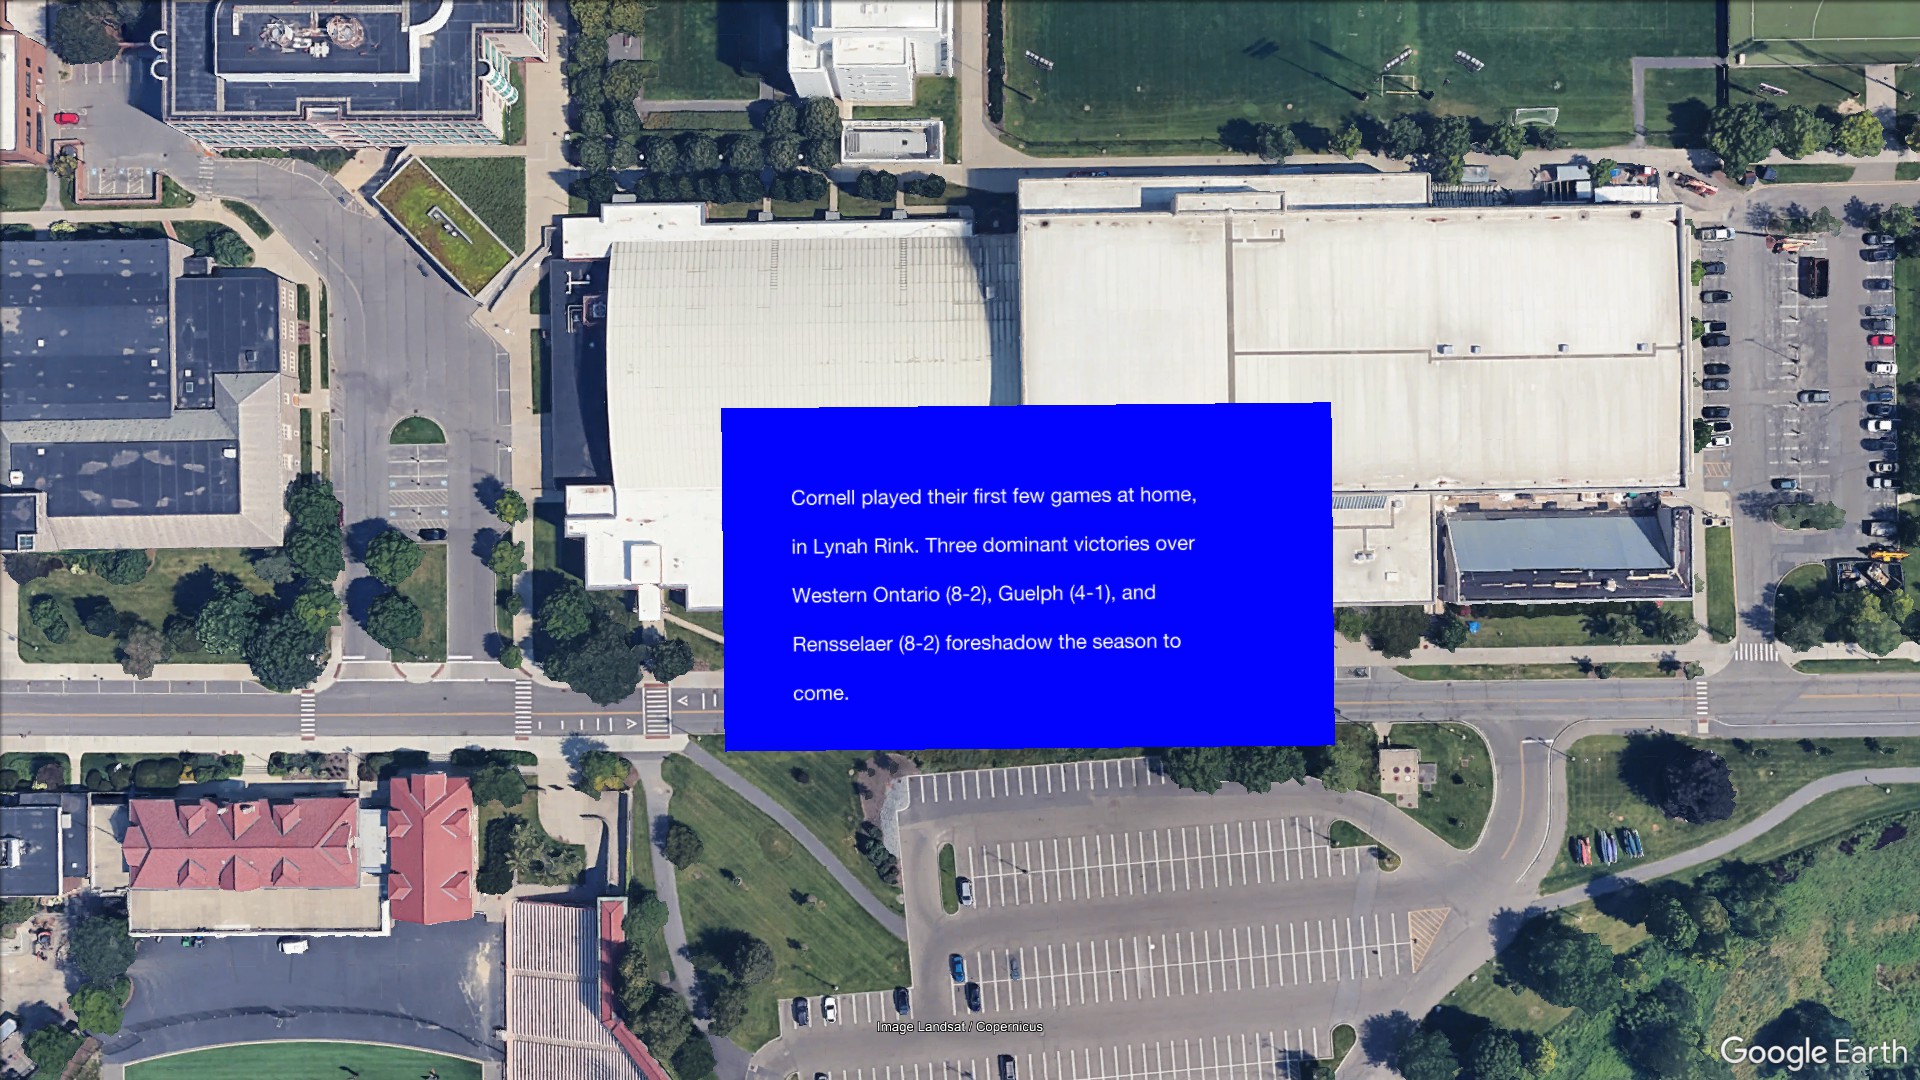 Cornell played their first few games at home,
in Lynah Rink. Three dominant victories over
Western Ontario (8-2), Guelph (4-1), and
Rensselaer (8-2) foreshadow the season to
come.
Image Landsat / Copernicus
Google Earth